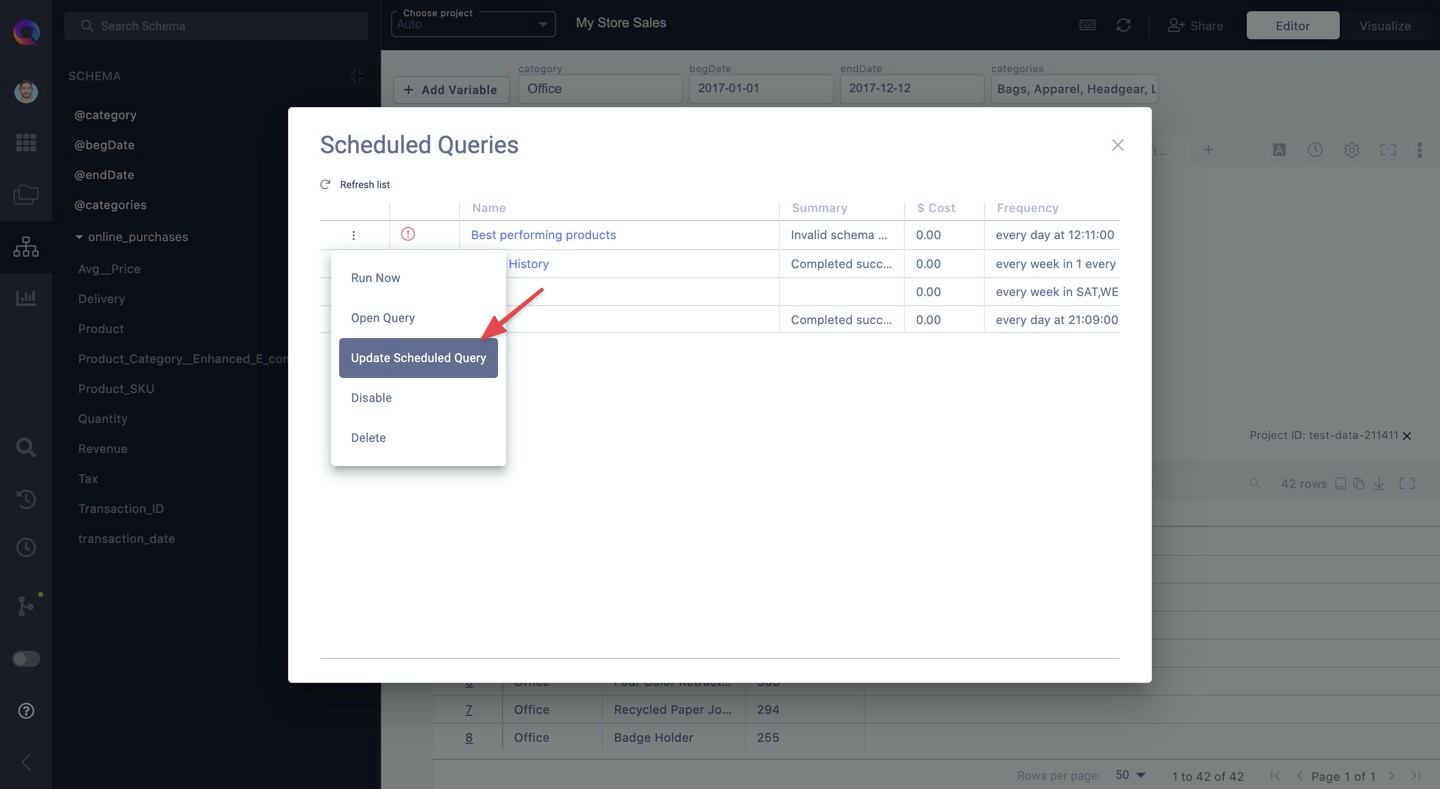 Search Schema
Choose project
Auto
My Store Sales
Share
Editor
Visualize
SCHEMA
@category
@begDate
@endDate
@categories
online_purchases
Avg__Price
Delivery
Product
Product_Category__Enhanced_E_com
Product_SKU
Quantity
Revenue
Tax
Transaction_ID
transaction_date
+ Add Variable
category
Office
begDate
2017-01-01
endDate
2017-12-12
categories
Bags, Apparel, Headgear, L
Scheduled Queries
Refresh list
Name Summary $ Cost Frequency
Best performing products Invalid schema ... 0.00 every day at 12:11:00
History Completed succ... 0.00 every week in 1 every
0.00 every week in SAT,WE
Completed succ... 0.00 every day at 21:09:00
Run Now
Open Query
Update Scheduled Query
Disable
Delete
Project ID: test-data-211411
42 rows
7 Office Recycled Paper Jo... 294
8 Office Badge Holder 255
Rows per page: 50 1 to 42 of 42 Page 1 of 1